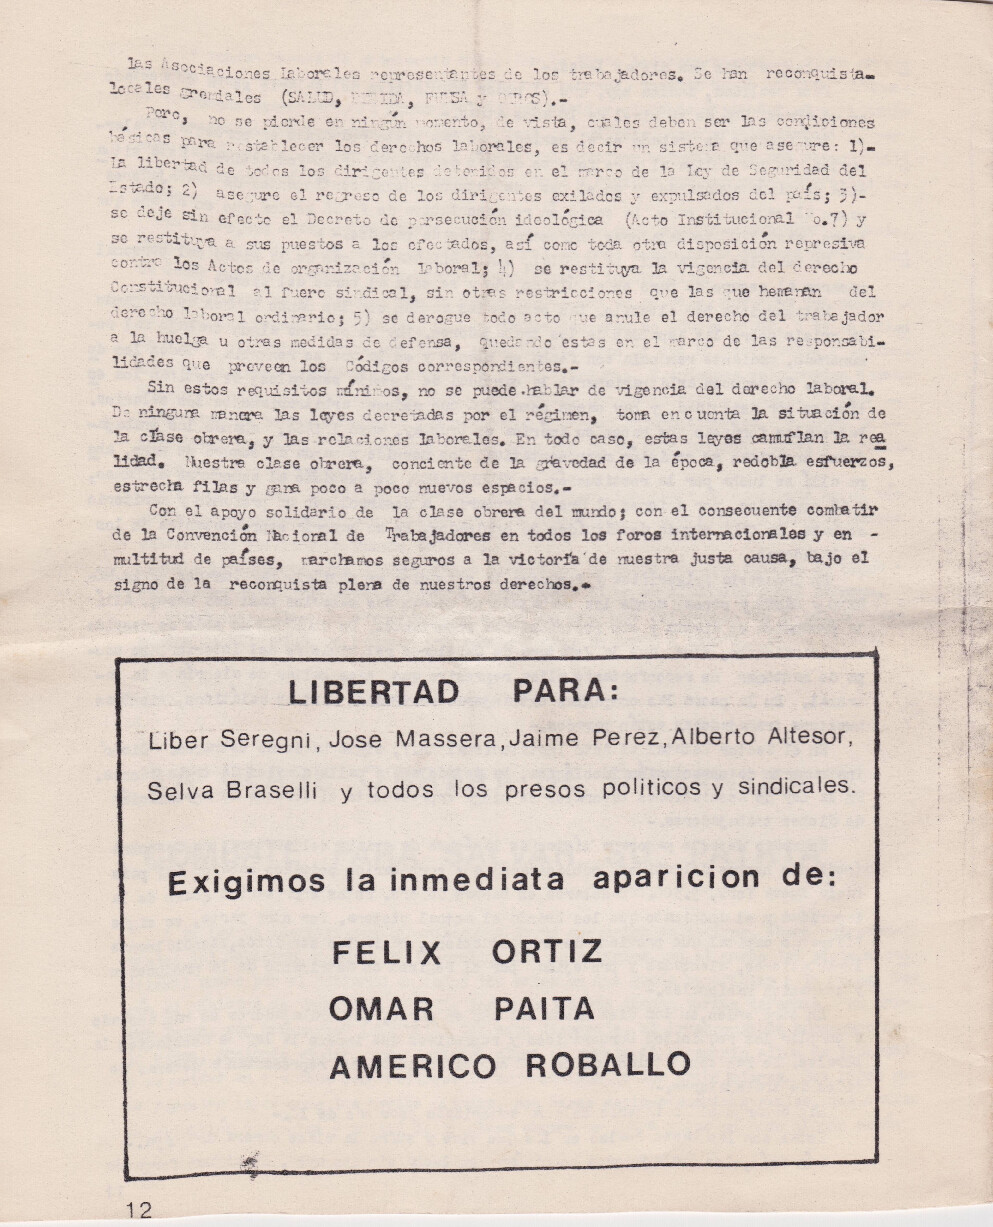 las Asociaciones Laborales representantes de los trabajadores. Se han reconquista-
locales gremiales (SALUD, BEBIDA, FUNSA y OTROS).-
Pero, no se pierde en ningún momento, de vista, cuales deben ser las condiciones
básicas para restablecer los derechos laborales, es decir un sistema que asegure: 1)-
La libertad de todos los dirigentes detenidos en el marco de la Ley de Seguridad del
Estado; 2) asegure el regreso de los dirigentes exilados y expulsados del país; 3)-
se deje sin efecto el Decreto de persecución ideológica (Acto Institucional No.7) y
se restituya a sus puestos a los efectados, así como toda otra disposición represiva
contra los Actos de organización laboral; 4) se restituya la vigencia del derecho
Constitucional al fuero sindical, sin otras restricciones que las que hemanan del
derecho laboral ordinario; 5) se derogue todo acto que anule el derecho del trabajador
a la huelga u otras medidas de defensa, quedando estas en el marco de las responsabi-
lidades que preveen los Códigos correspondientes.-
Sin estos requisitos mínimos, no se puede hablar de vigencia del derecho laboral.
De ninguna manera las leyes decretadas por el régimen, toma en cuenta la situación de
la clase obrera, y las relaciones laborales. En todo caso, estas leyes camuflan la rea
lidad. Nuestra clase obrera, conciente de la gravedad de la época, redobla esfuerzos,
estrecha filas y gana poco a poco nuevos espacios.-
Con el apoyo solidario de la clase obrera del mundo; con el consecuente combatir
de la Convención Nacional de Trabajadores en todos los foros internacionales y en -
multitud de países, marchamos seguros a la victoria de nuestra justa causa, bajo el
signo de la reconquista plena de nuestros derechos.-
LIBERTAD PARA:
Liber Seregni, Jose Massera, Jaime Perez, Alberto Altesor,
Selva Braselli y todos los presos politicos y sindicales.
Exigimos la inmediata aparicion de:
FELIX ORTIZ
OMAR PAITA
AMERICO ROBALLO
12